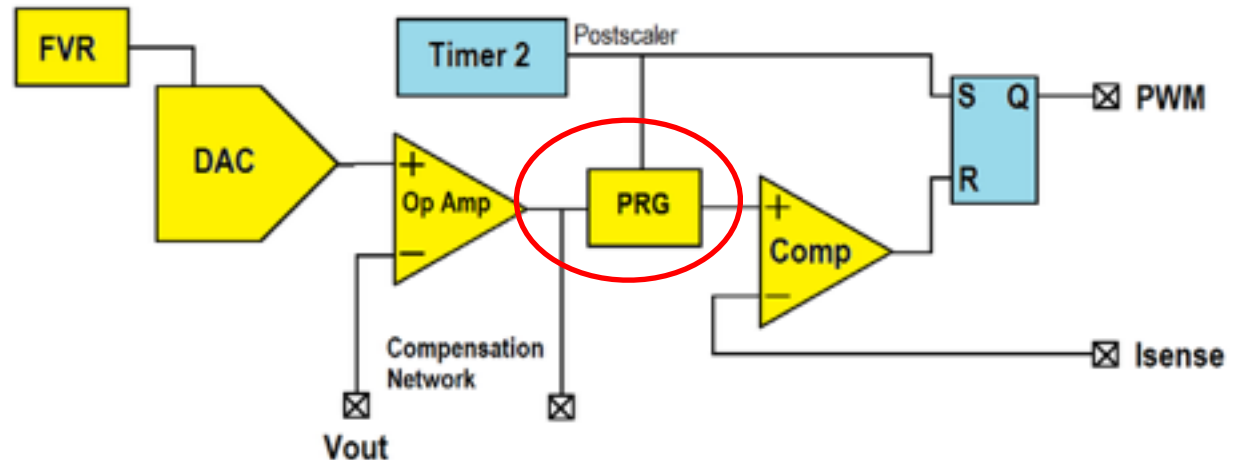 FVR
Timer 2
Postscaler
DAC
+
Op Amp
−
PRG
+
Comp
−
S Q
R
PWM
Isense
Compensation
Network
Vout